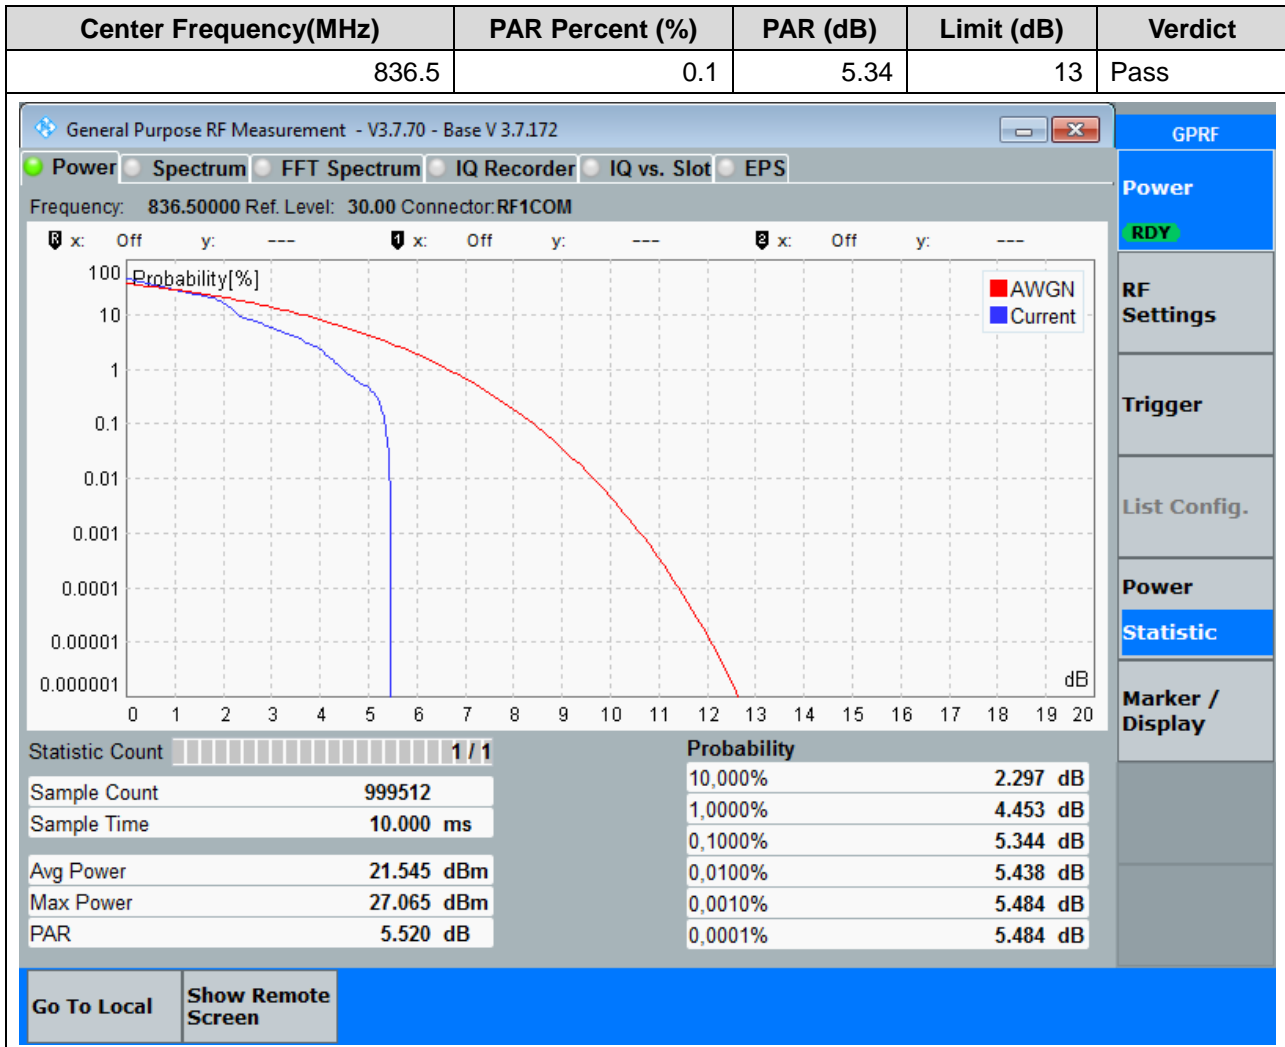 Center Frequency(MHz) PAR Percent (%) PAR (dB) Limit (dB) Verdict
836.5 0.1 5.34 13 Pass
General Purpose RF Measurement - V3.7.70 - Base V 3.7.172
GPRF
Power Spectrum FFT Spectrum IQ Recorder IQ vs. Slot EPS
Power
RDY
Frequency: 836.50000 Ref. Level: 30.00 Connector: RF1COM
R x: Off y: --- 1 x: Off y: --- 2 x: Off y: ---
Probability[%]
AWGN
Current
100
10
1
0.1
0.01
0.001
0.0001
0.00001
0.000001
dB
0 1 2 3 4 5 6 7 8 9 10 11 12 13 14 15 16 17 18 19 20
RF
Settings
Trigger
List Config.
Power
Statistic
Marker /
Display
Statistic Count 1 / 1
Sample Count 999512
Sample Time 10.000 ms
Avg Power 21.545 dBm
Max Power 27.065 dBm
PAR 5.520 dB
Probability
10,000% 2.297 dB
1,0000% 4.453 dB
0,1000% 5.344 dB
0,0100% 5.438 dB
0,0010% 5.484 dB
0,0001% 5.484 dB
Go To Local
Show Remote
Screen